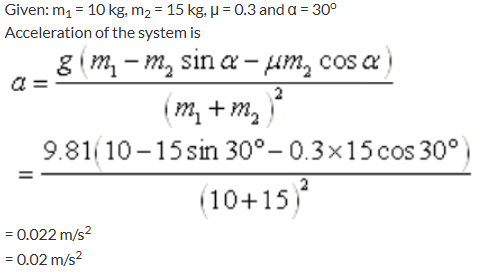 Given: m₁ = 10 kg, m₂ = 15 kg, μ = 0.3 and α = 30⁰
Acceleration of the system is
a = g(m₁ − m₂ sin α − μm₂ cos α) / (m₁ + m₂)²
= 9.81(10 − 15 sin 30° − 0.3×15 cos 30°) / (10+15)²
= 0.022 m/s²
= 0.02 m/s²